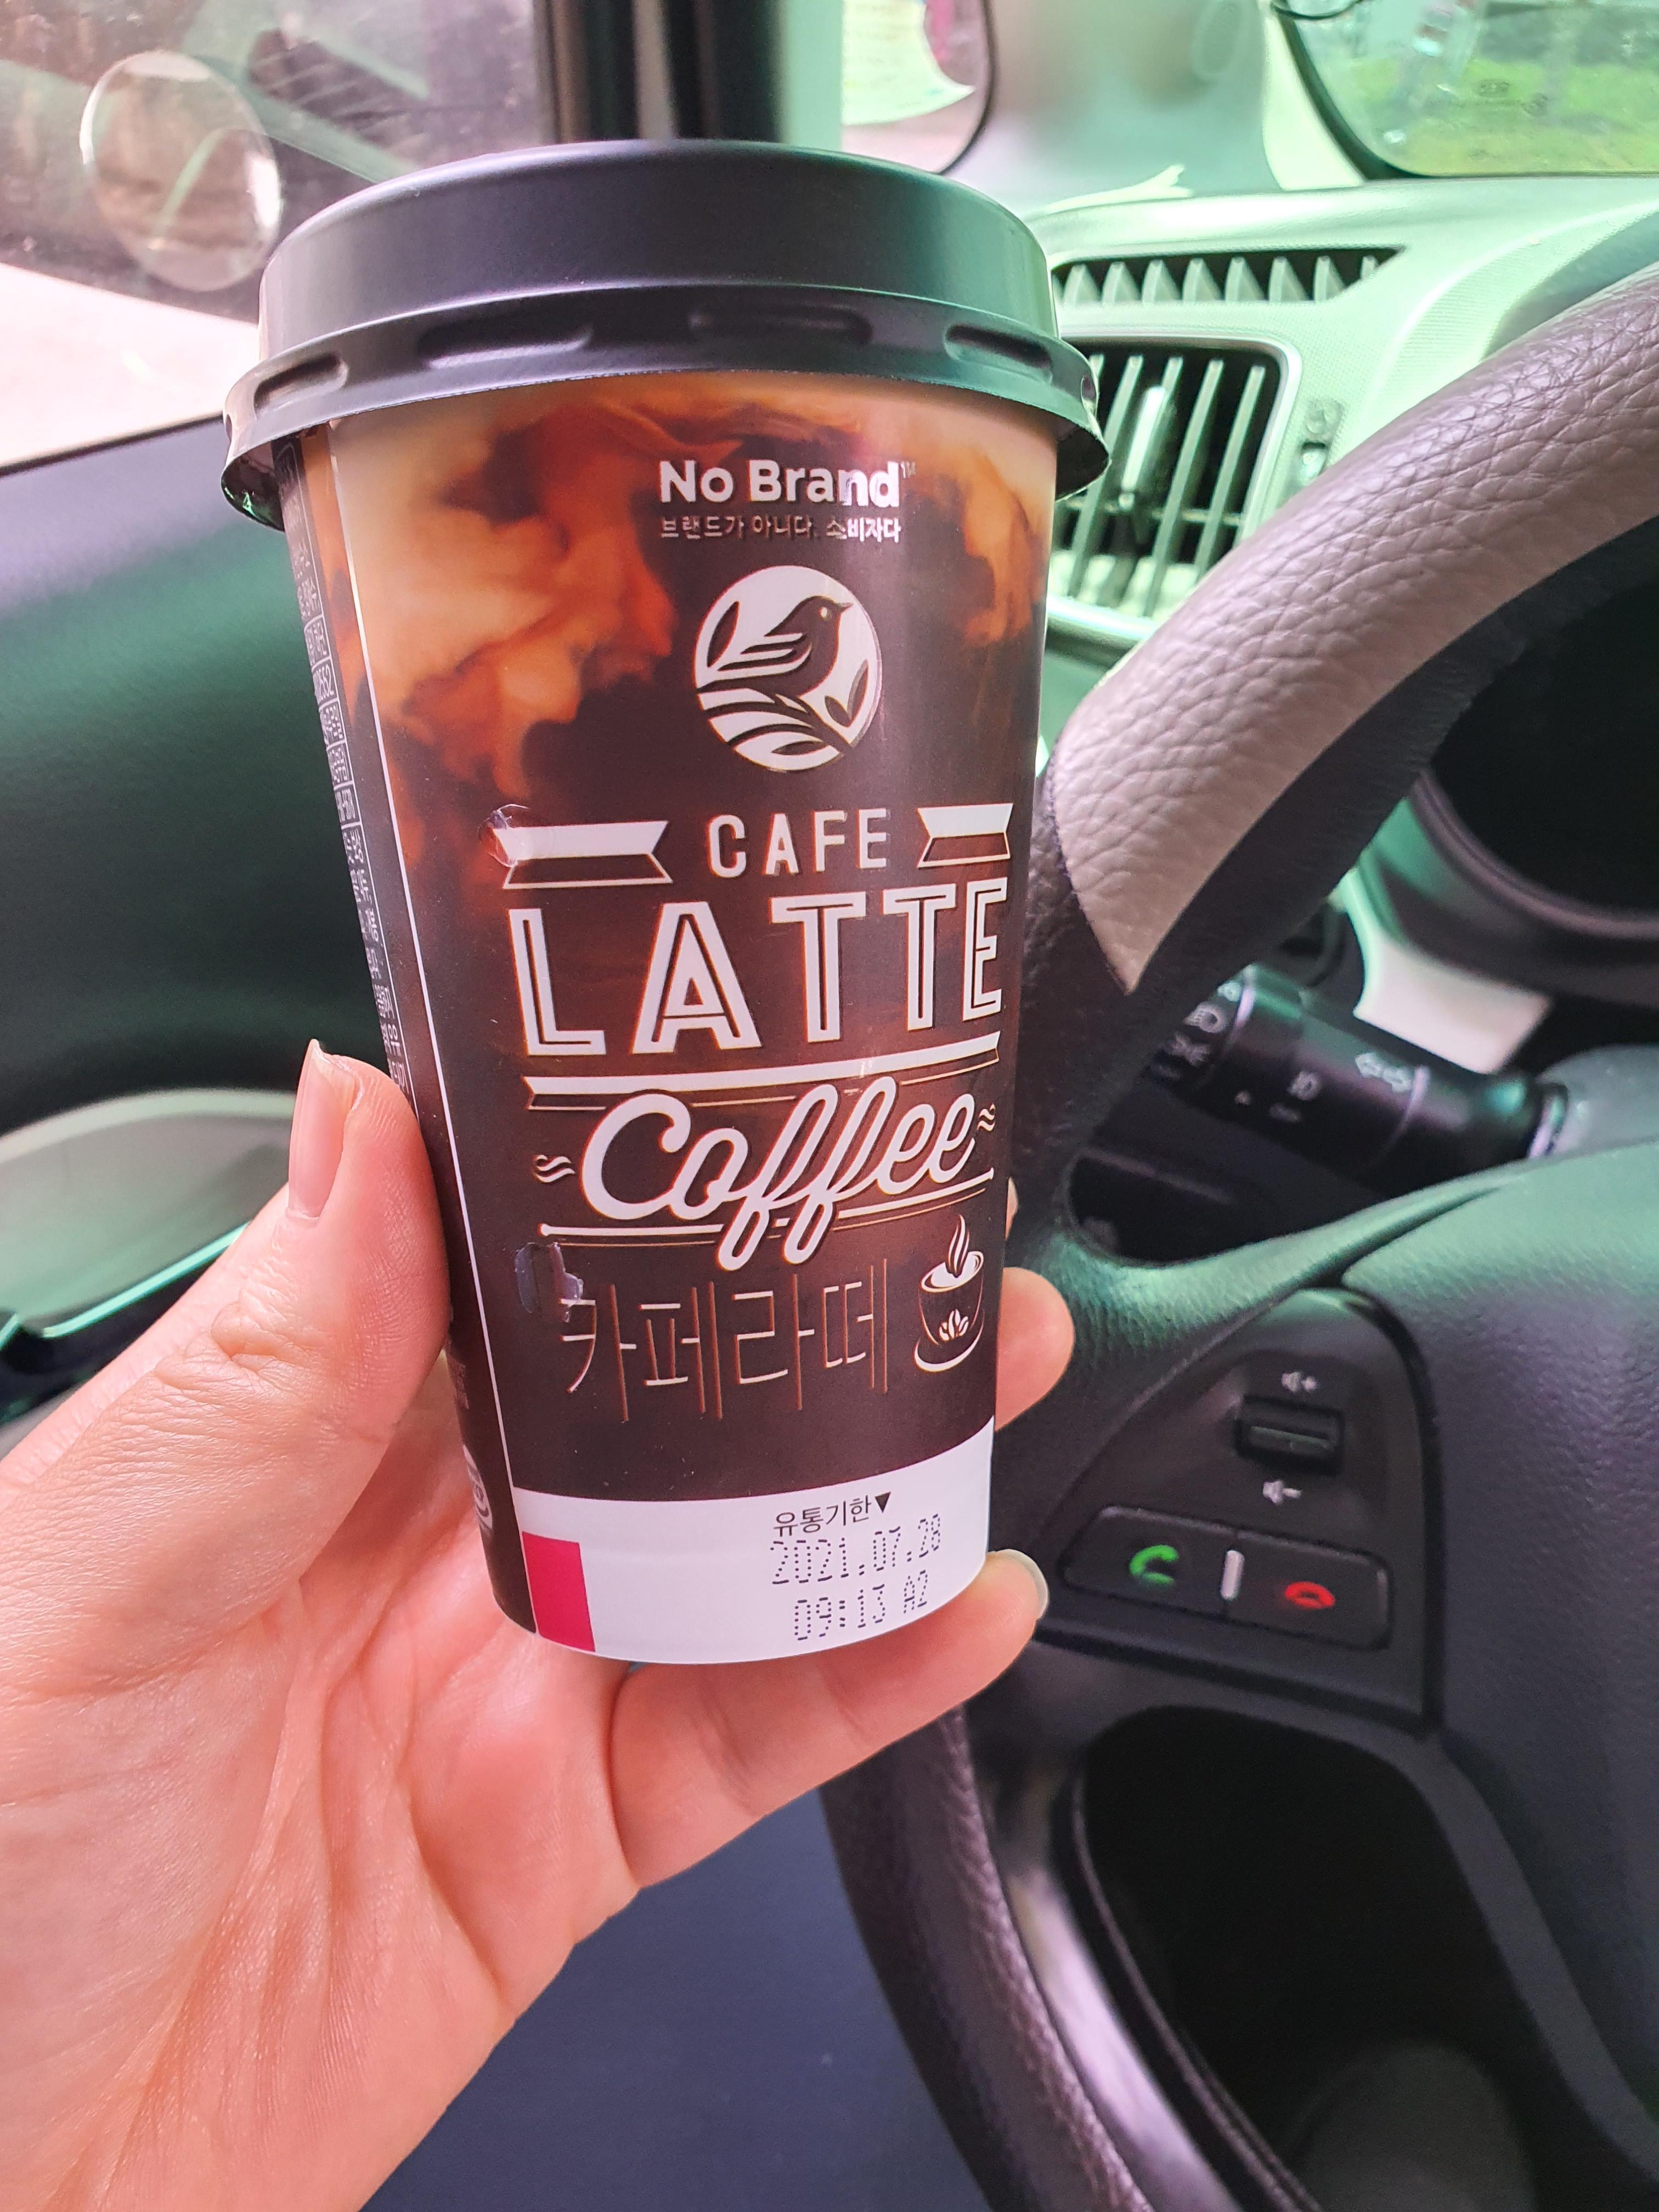 No Brand™
브랜드가 아니다. 소비자다
CAFE
LATTE
Coffee
카페라떼
유통기한▼
2021.07.28
09:13 A2